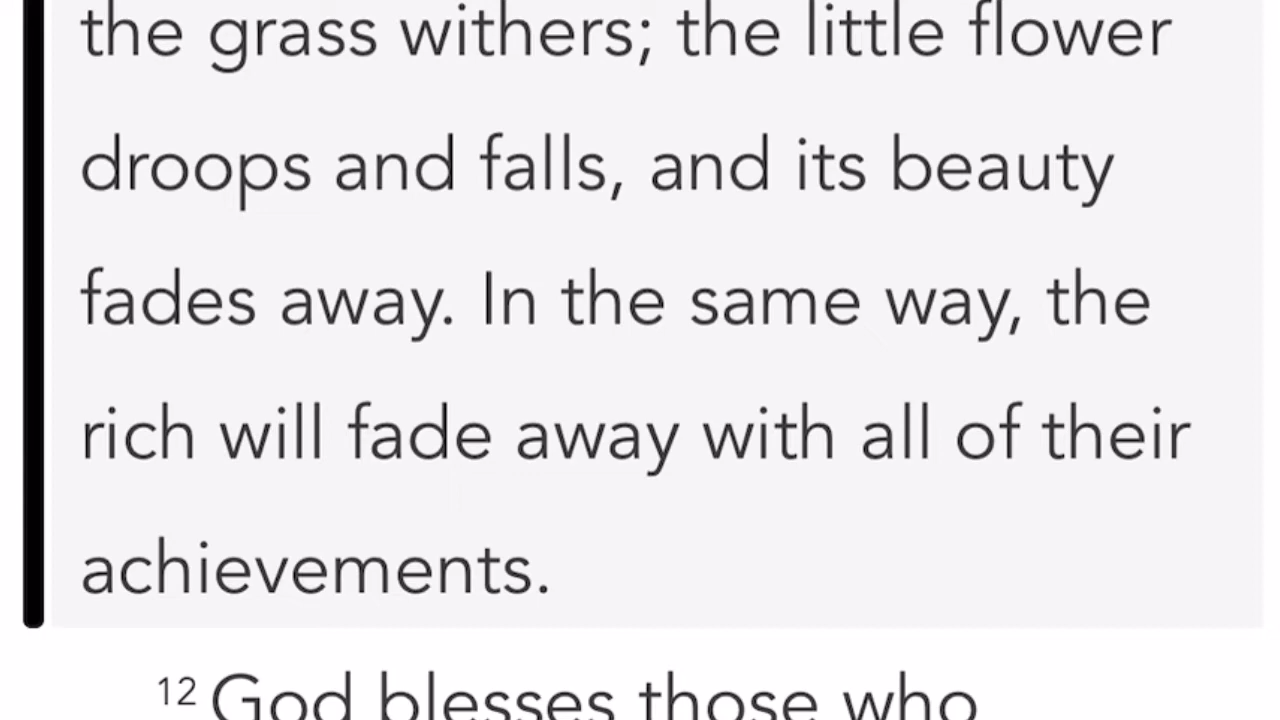 the grass withers; the little flower
droops and falls, and its beauty
fades away. In the same way, the
rich will fade away with all of their
achievements.
12 God blesses those who